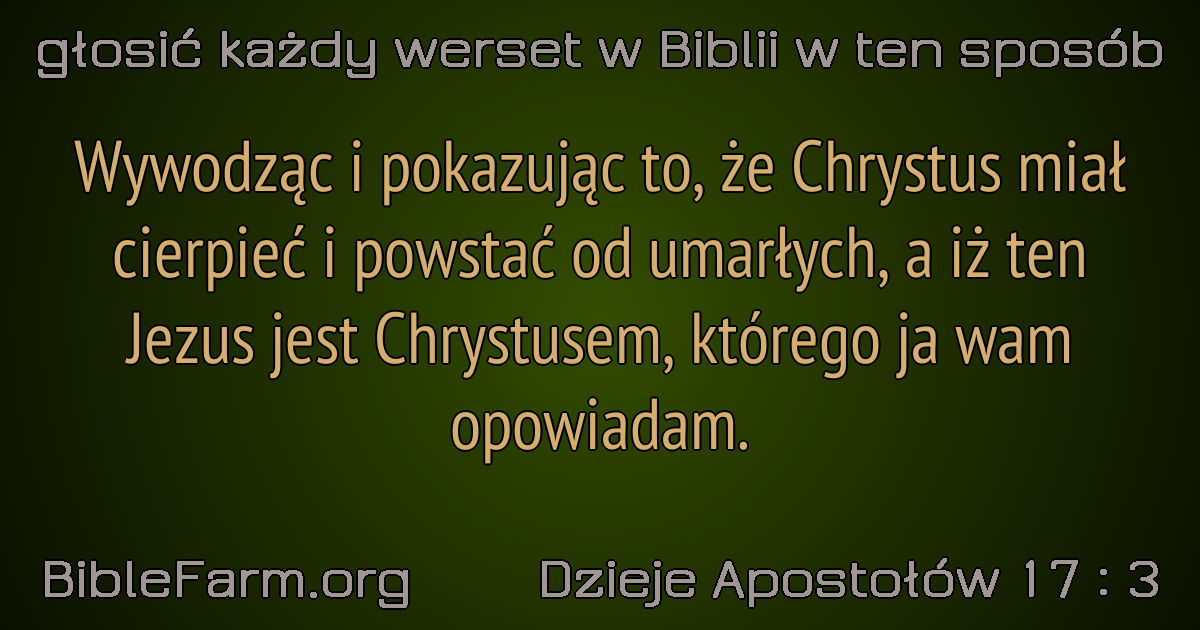 głosić każdy werset w Biblii w ten sposób
Wywodząc i pokazując to, że Chrystus miał
cierpieć i powstać od umarłych, a iż ten
Jezus jest Chrystusem, którego ja wam
opowiadam.
BibleFarm.org Dzieje Apostołów 17 : 3